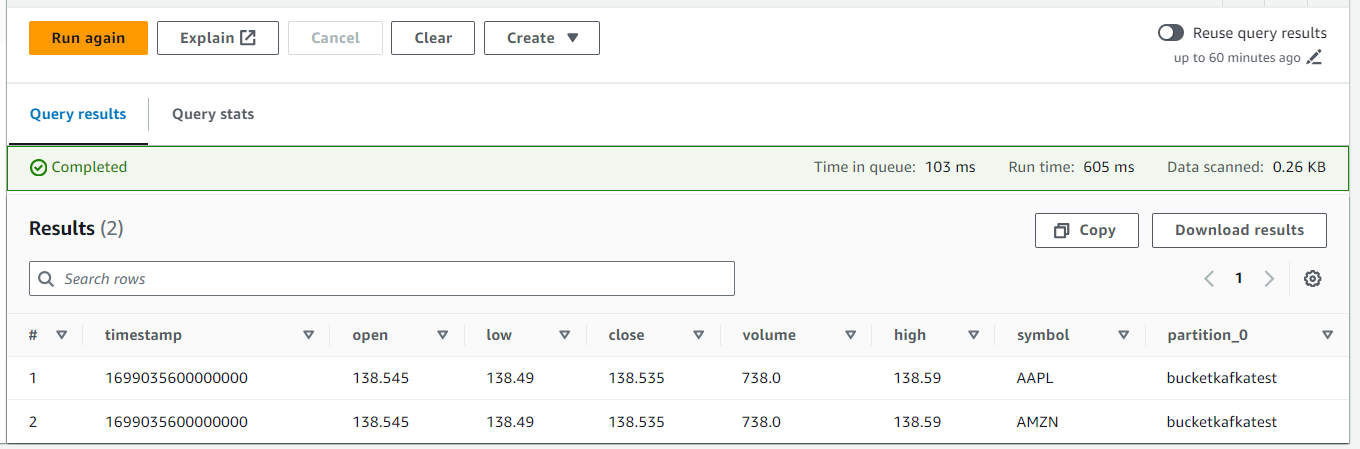 Run again Explain Cancel Clear Create Reuse query results
up to 60 minutes ago
Query results Query stats
Completed Time in queue: 103 ms Run time: 605 ms Data scanned: 0.26 KB
Results (2) Copy Download results
Search rows 1
# timestamp open low close volume high symbol partition_0
1 1699035600000000 138.545 138.49 138.535 738.0 138.59 AAPL bucketkafkatest
2 1699035600000000 138.545 138.49 138.535 738.0 138.59 AMZN bucketkafkatest